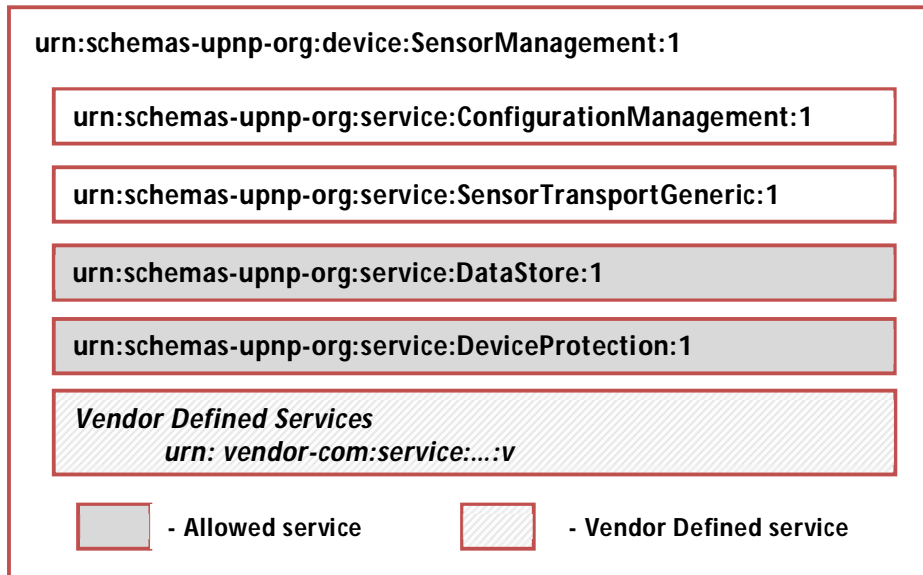 urn:schemas-upnp-org:device:SensorManagement:1
urn:schemas-upnp-org:service:ConfigurationManagement:1
urn:schemas-upnp-org:service:SensorTransportGeneric:1
urn:schemas-upnp-org:service:DataStore:1
urn:schemas-upnp-org:service:DeviceProtection:1
Vendor Defined Services
urn: vendor-com:service:...:v
- Allowed service
- Vendor Defined service